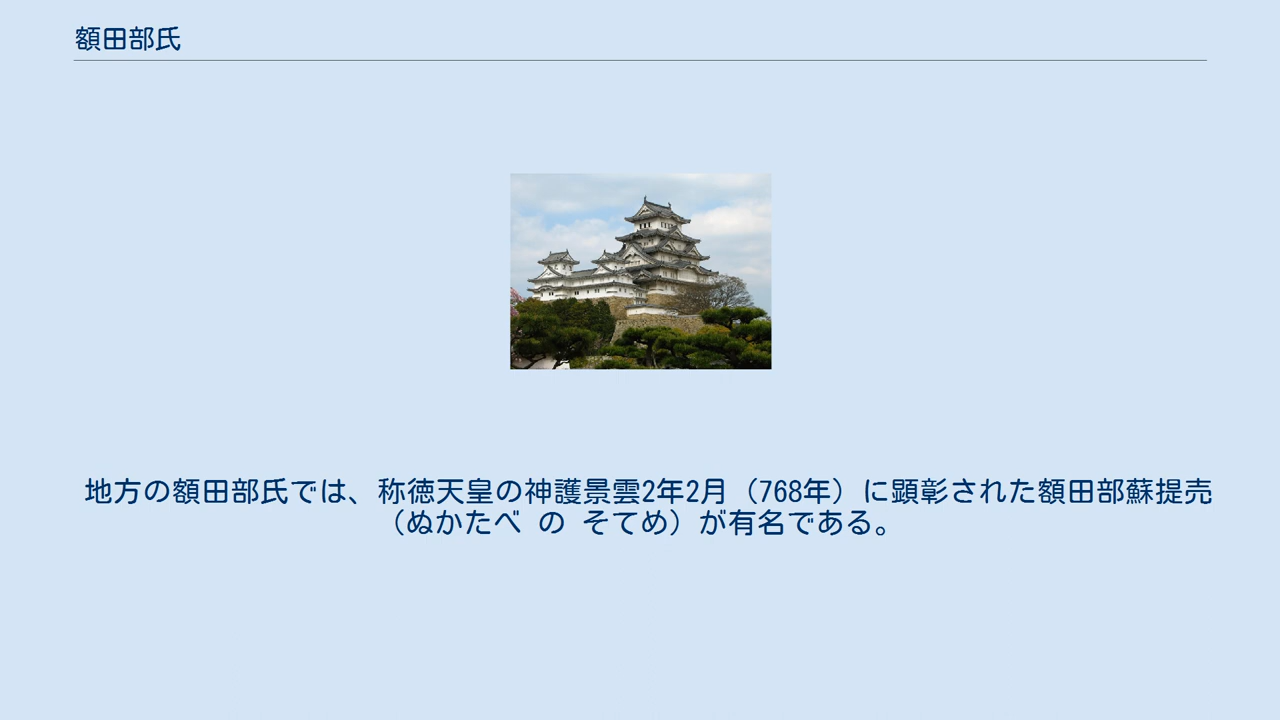 額田部氏
地方の額田部氏では、称徳天皇の神護景雲2年2月（768年）に顕彰された額田部蘇提売
（ぬかたべ の そてめ）が有名である。